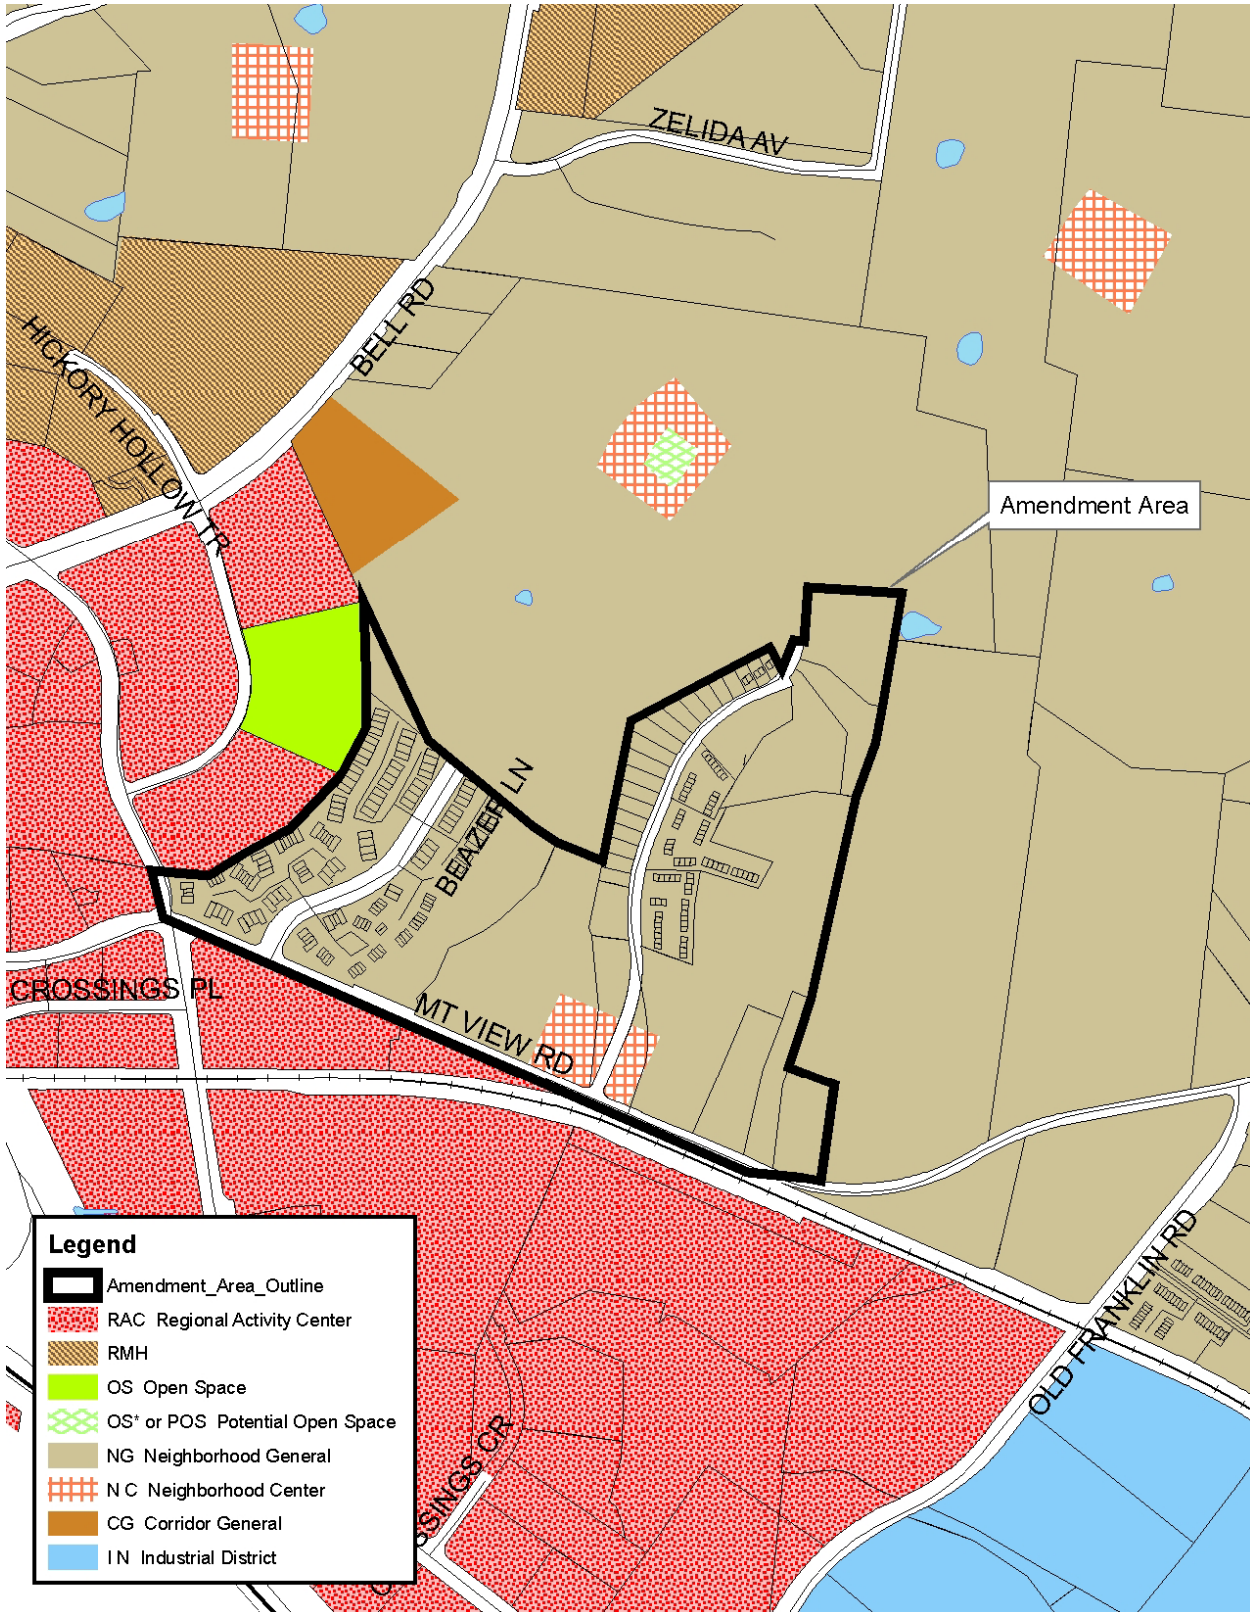 ZELIDA AV
BELL RD
HICKORY HOLLOW TR
Amendment Area
BEAZER LN
CROSSINGS PL
MT VIEW RD
OLD FRANKLIN RD
SSINGS CR
Legend
Amendment_Area_Outline
RAC Regional Activity Center
RMH
OS Open Space
OS* or POS Potential Open Space
NG Neighborhood General
N C Neighborhood Center
CG Corridor General
I N Industrial District